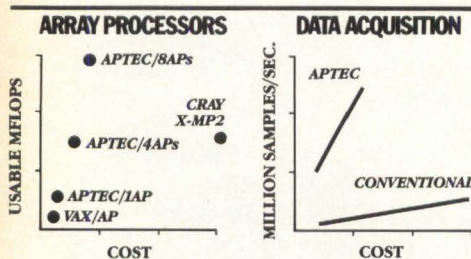 ARRAY PROCESSORS
USABLE MFLOPS
APTEC/8APs
CRAY
X-MP2
APTEC/4APs
APTEC/1AP
VAX/AP
COST
DATA ACQUISITION
MILLION SAMPLES/SEC.
APTEC
CONVENTIONAL
COST